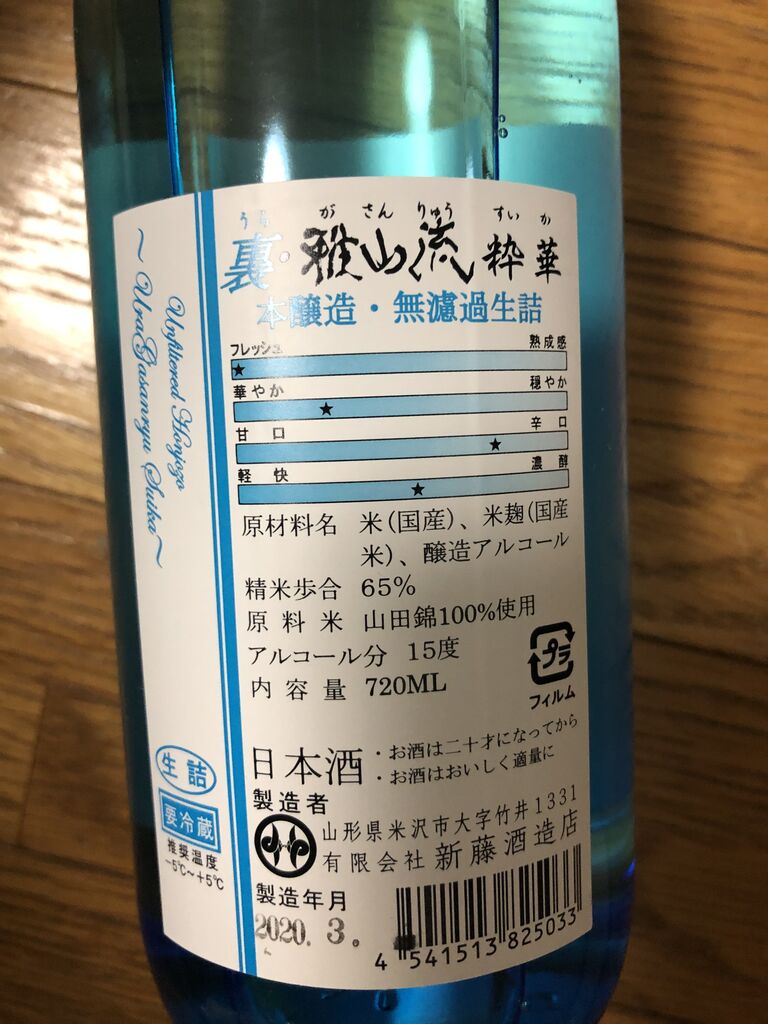 うら がさんりゅう すいか
裏・雅山流 粋華
本醸造・無濾過生詰
フレッシュ 熟成感
★
華やか 穏やか
★
甘口 辛口
★
軽快 濃醇
★
原材料名 米(国産)、米麹(国産
米)、醸造アルコール
精米歩合 65%
原料米 山田錦100%使用
アルコール分 15度
内容量 720ML
プラ
フィルム
日本酒
・お酒は二十才になってから
・お酒はおいしく適量に
製造者
山形県米沢市大字竹井1331
有限会社 新藤酒造店
製造年月
2020. 3.
4 541513 825033
Unfiltered Honjozo
~UraGasanryu Suika~
生詰
要冷蔵
推奨温度
-5℃~+5℃